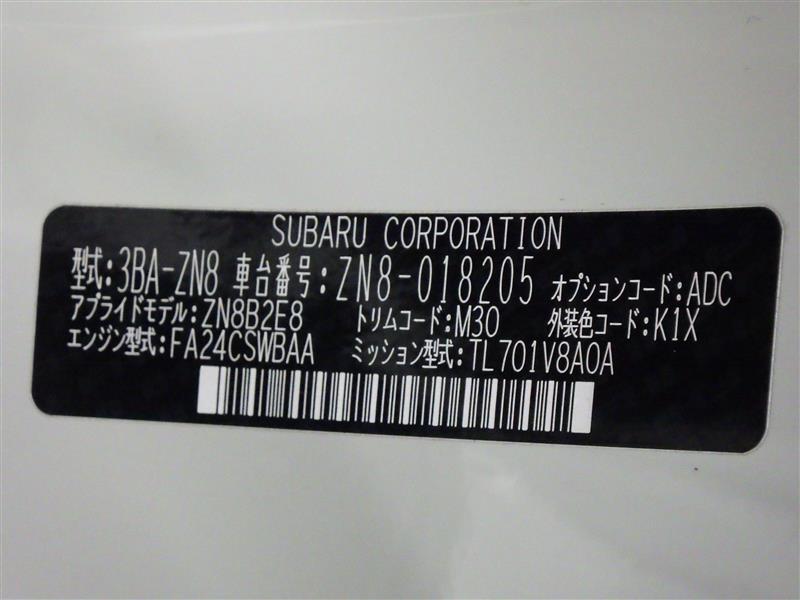 SUBARU CORPORATION
型式:3BA-ZN8 車台番号:ZN8-018205 オプションコード:ADC
アプライドモデル:ZN8B2E8 トリムコード:M30 外装色コード:K1X
エンジン型式:FA24CSWBAA ミッション型式:TL701V8A0A